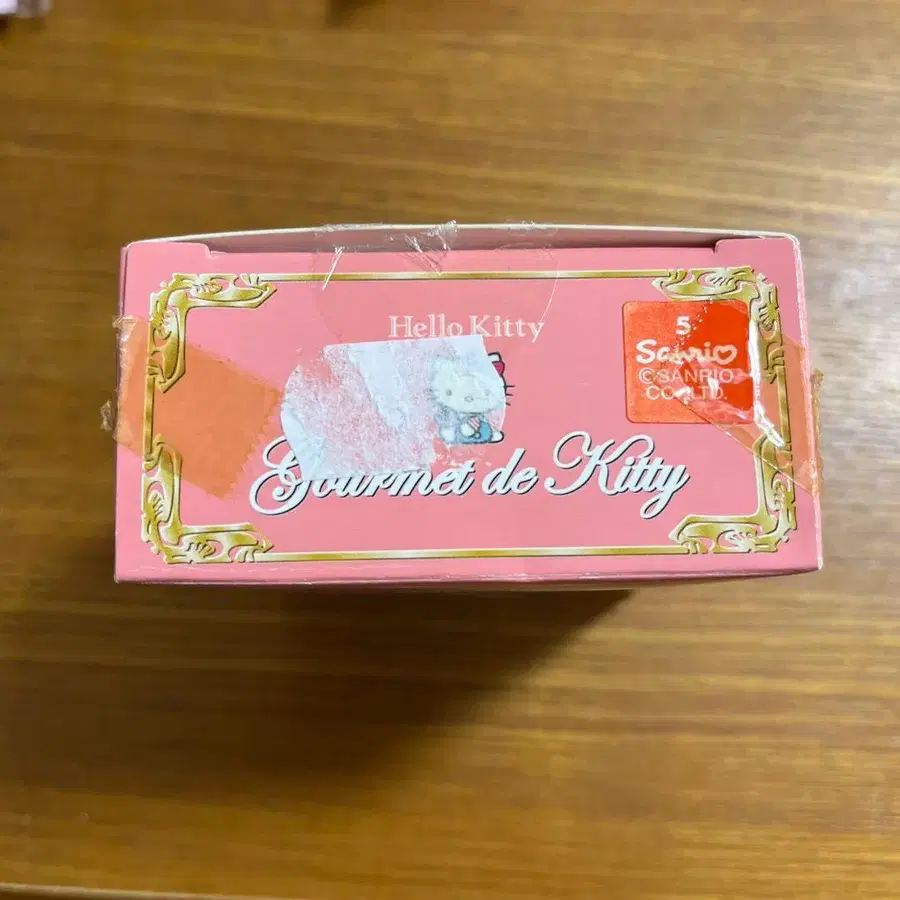 Hello Kitty
5
Sanrio
©SANRIO
CO., LTD.
Gourmet de Kitty